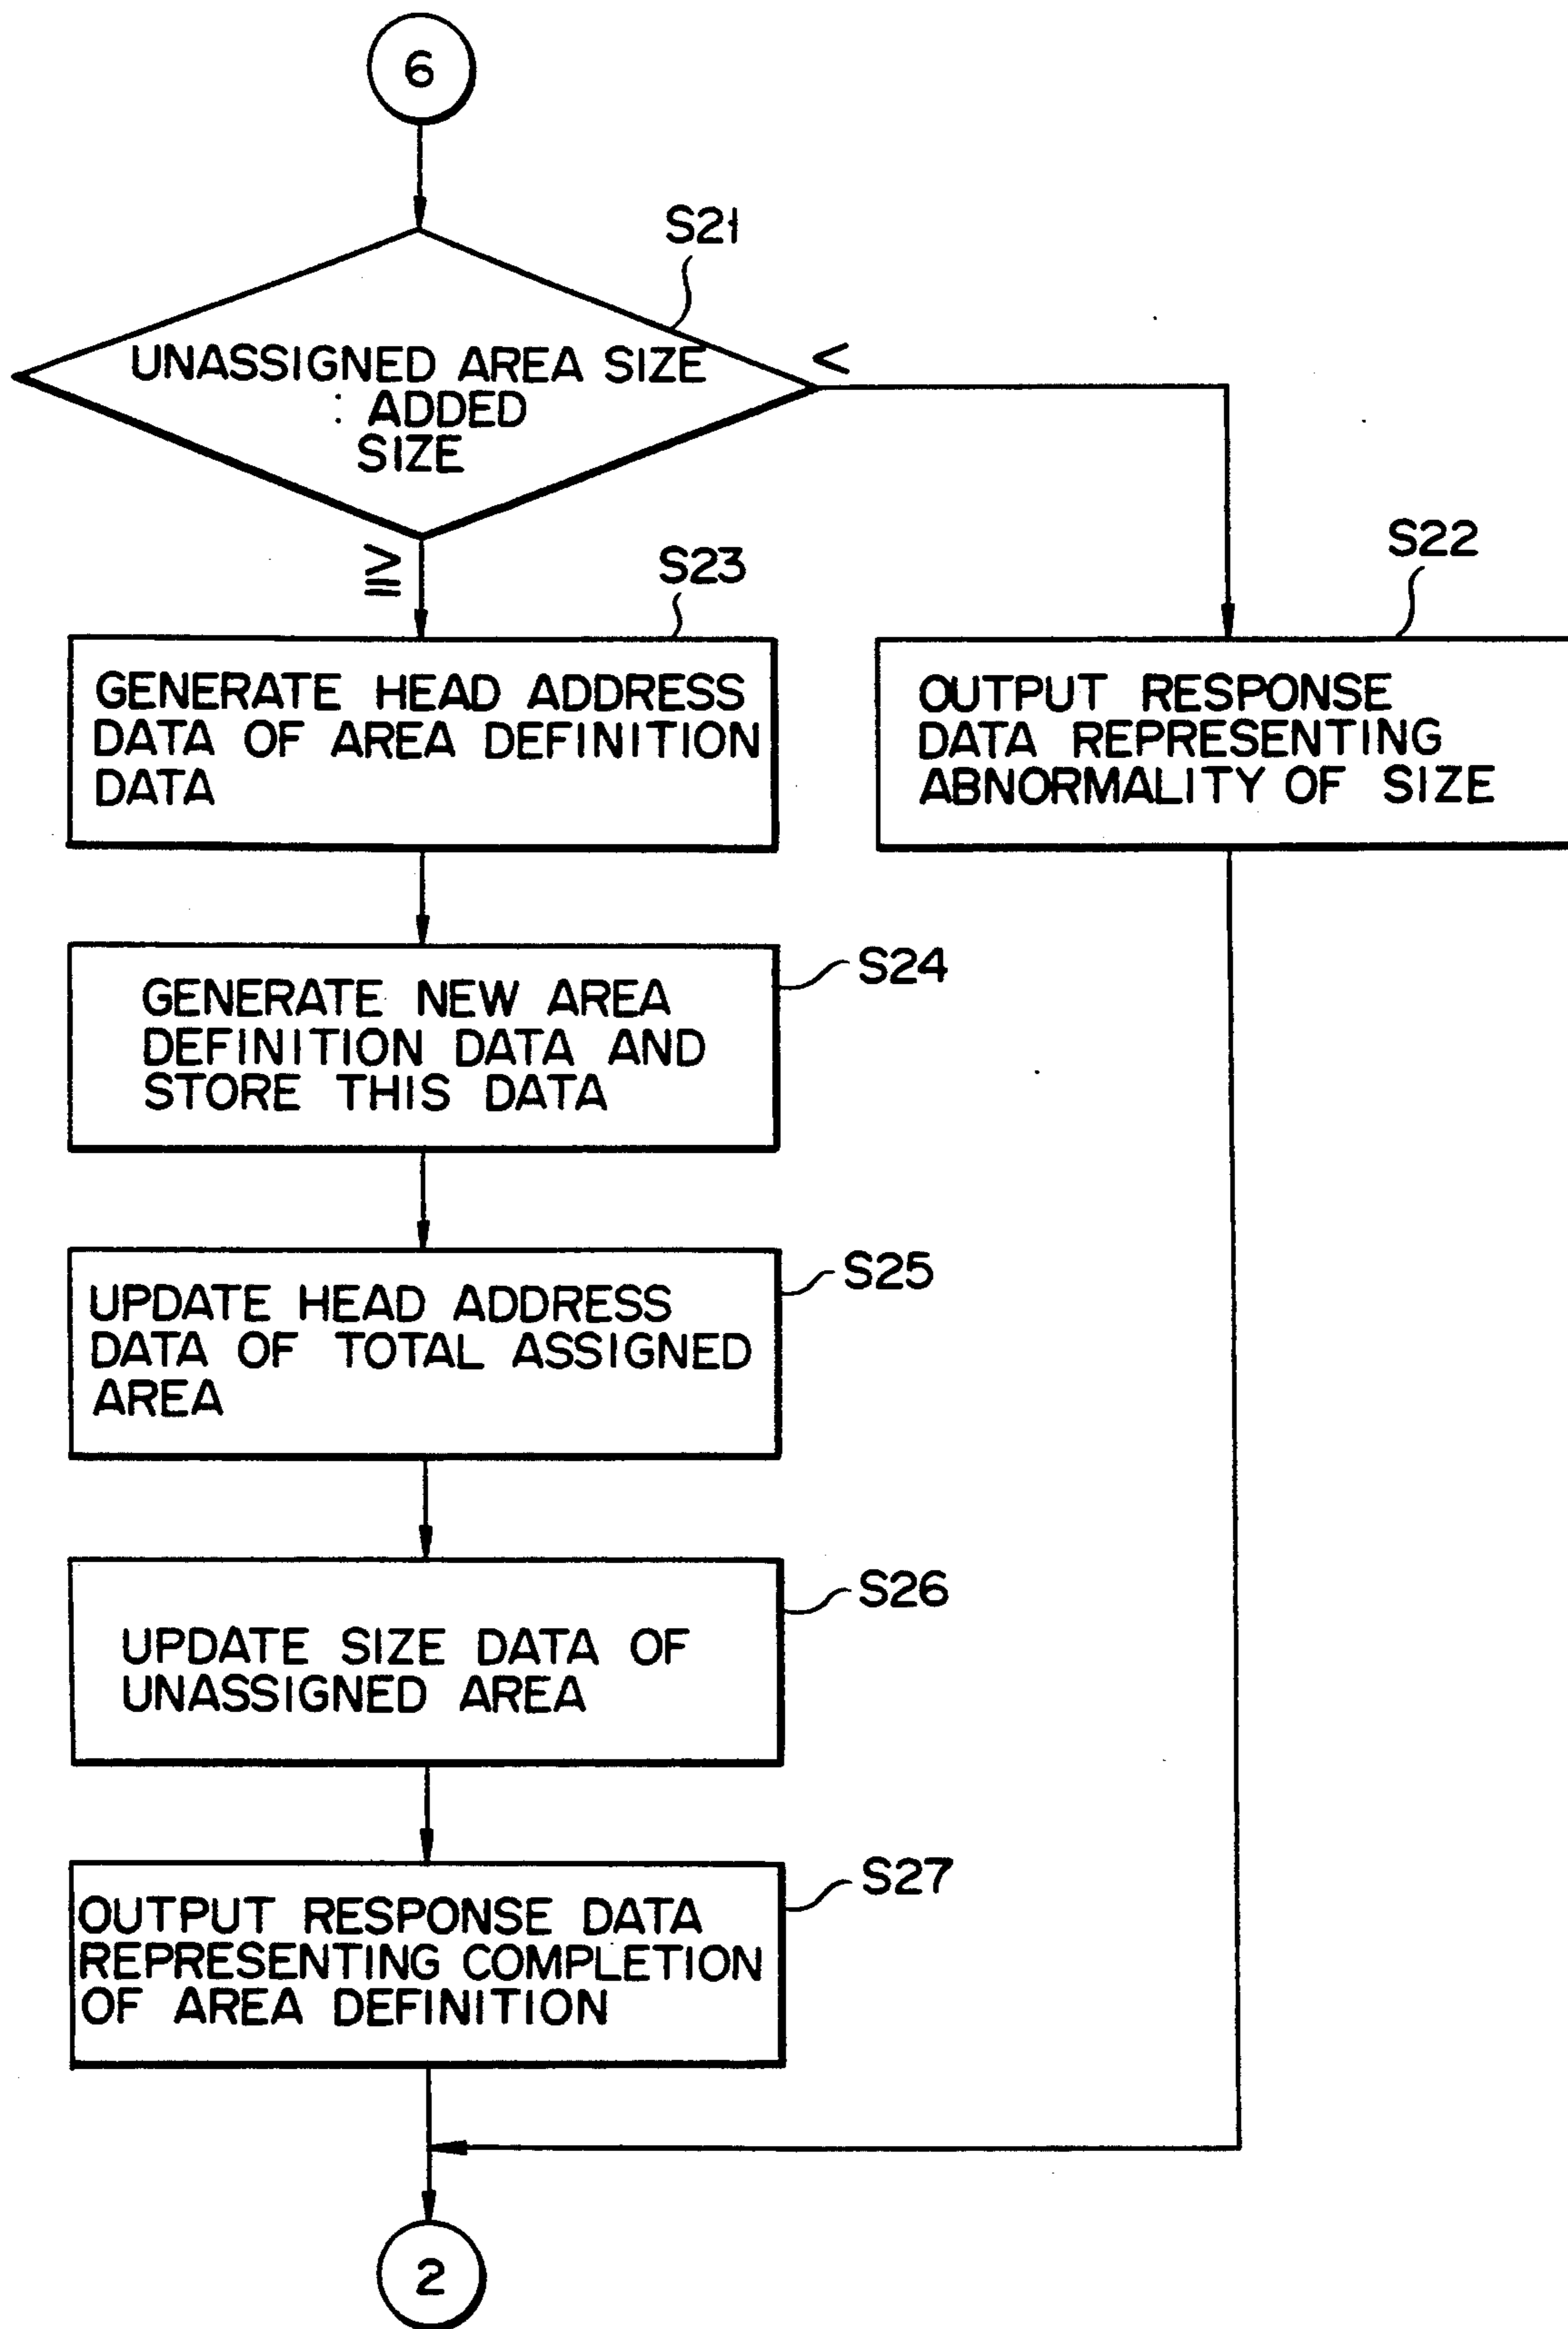 6
S21
UNASSIGNED AREA SIZE
: ADDED
SIZE
<
≧
S23
S22
GENERATE HEAD ADDRESS
DATA OF AREA DEFINITION
DATA
OUTPUT RESPONSE
DATA REPRESENTING
ABNORMALITY OF SIZE
S24
GENERATE NEW AREA
DEFINITION DATA AND
STORE THIS DATA
S25
UPDATE HEAD ADDRESS
DATA OF TOTAL ASSIGNED
AREA
S26
UPDATE SIZE DATA OF
UNASSIGNED AREA
S27
OUTPUT RESPONSE DATA
REPRESENTING COMPLETION
OF AREA DEFINITION
2